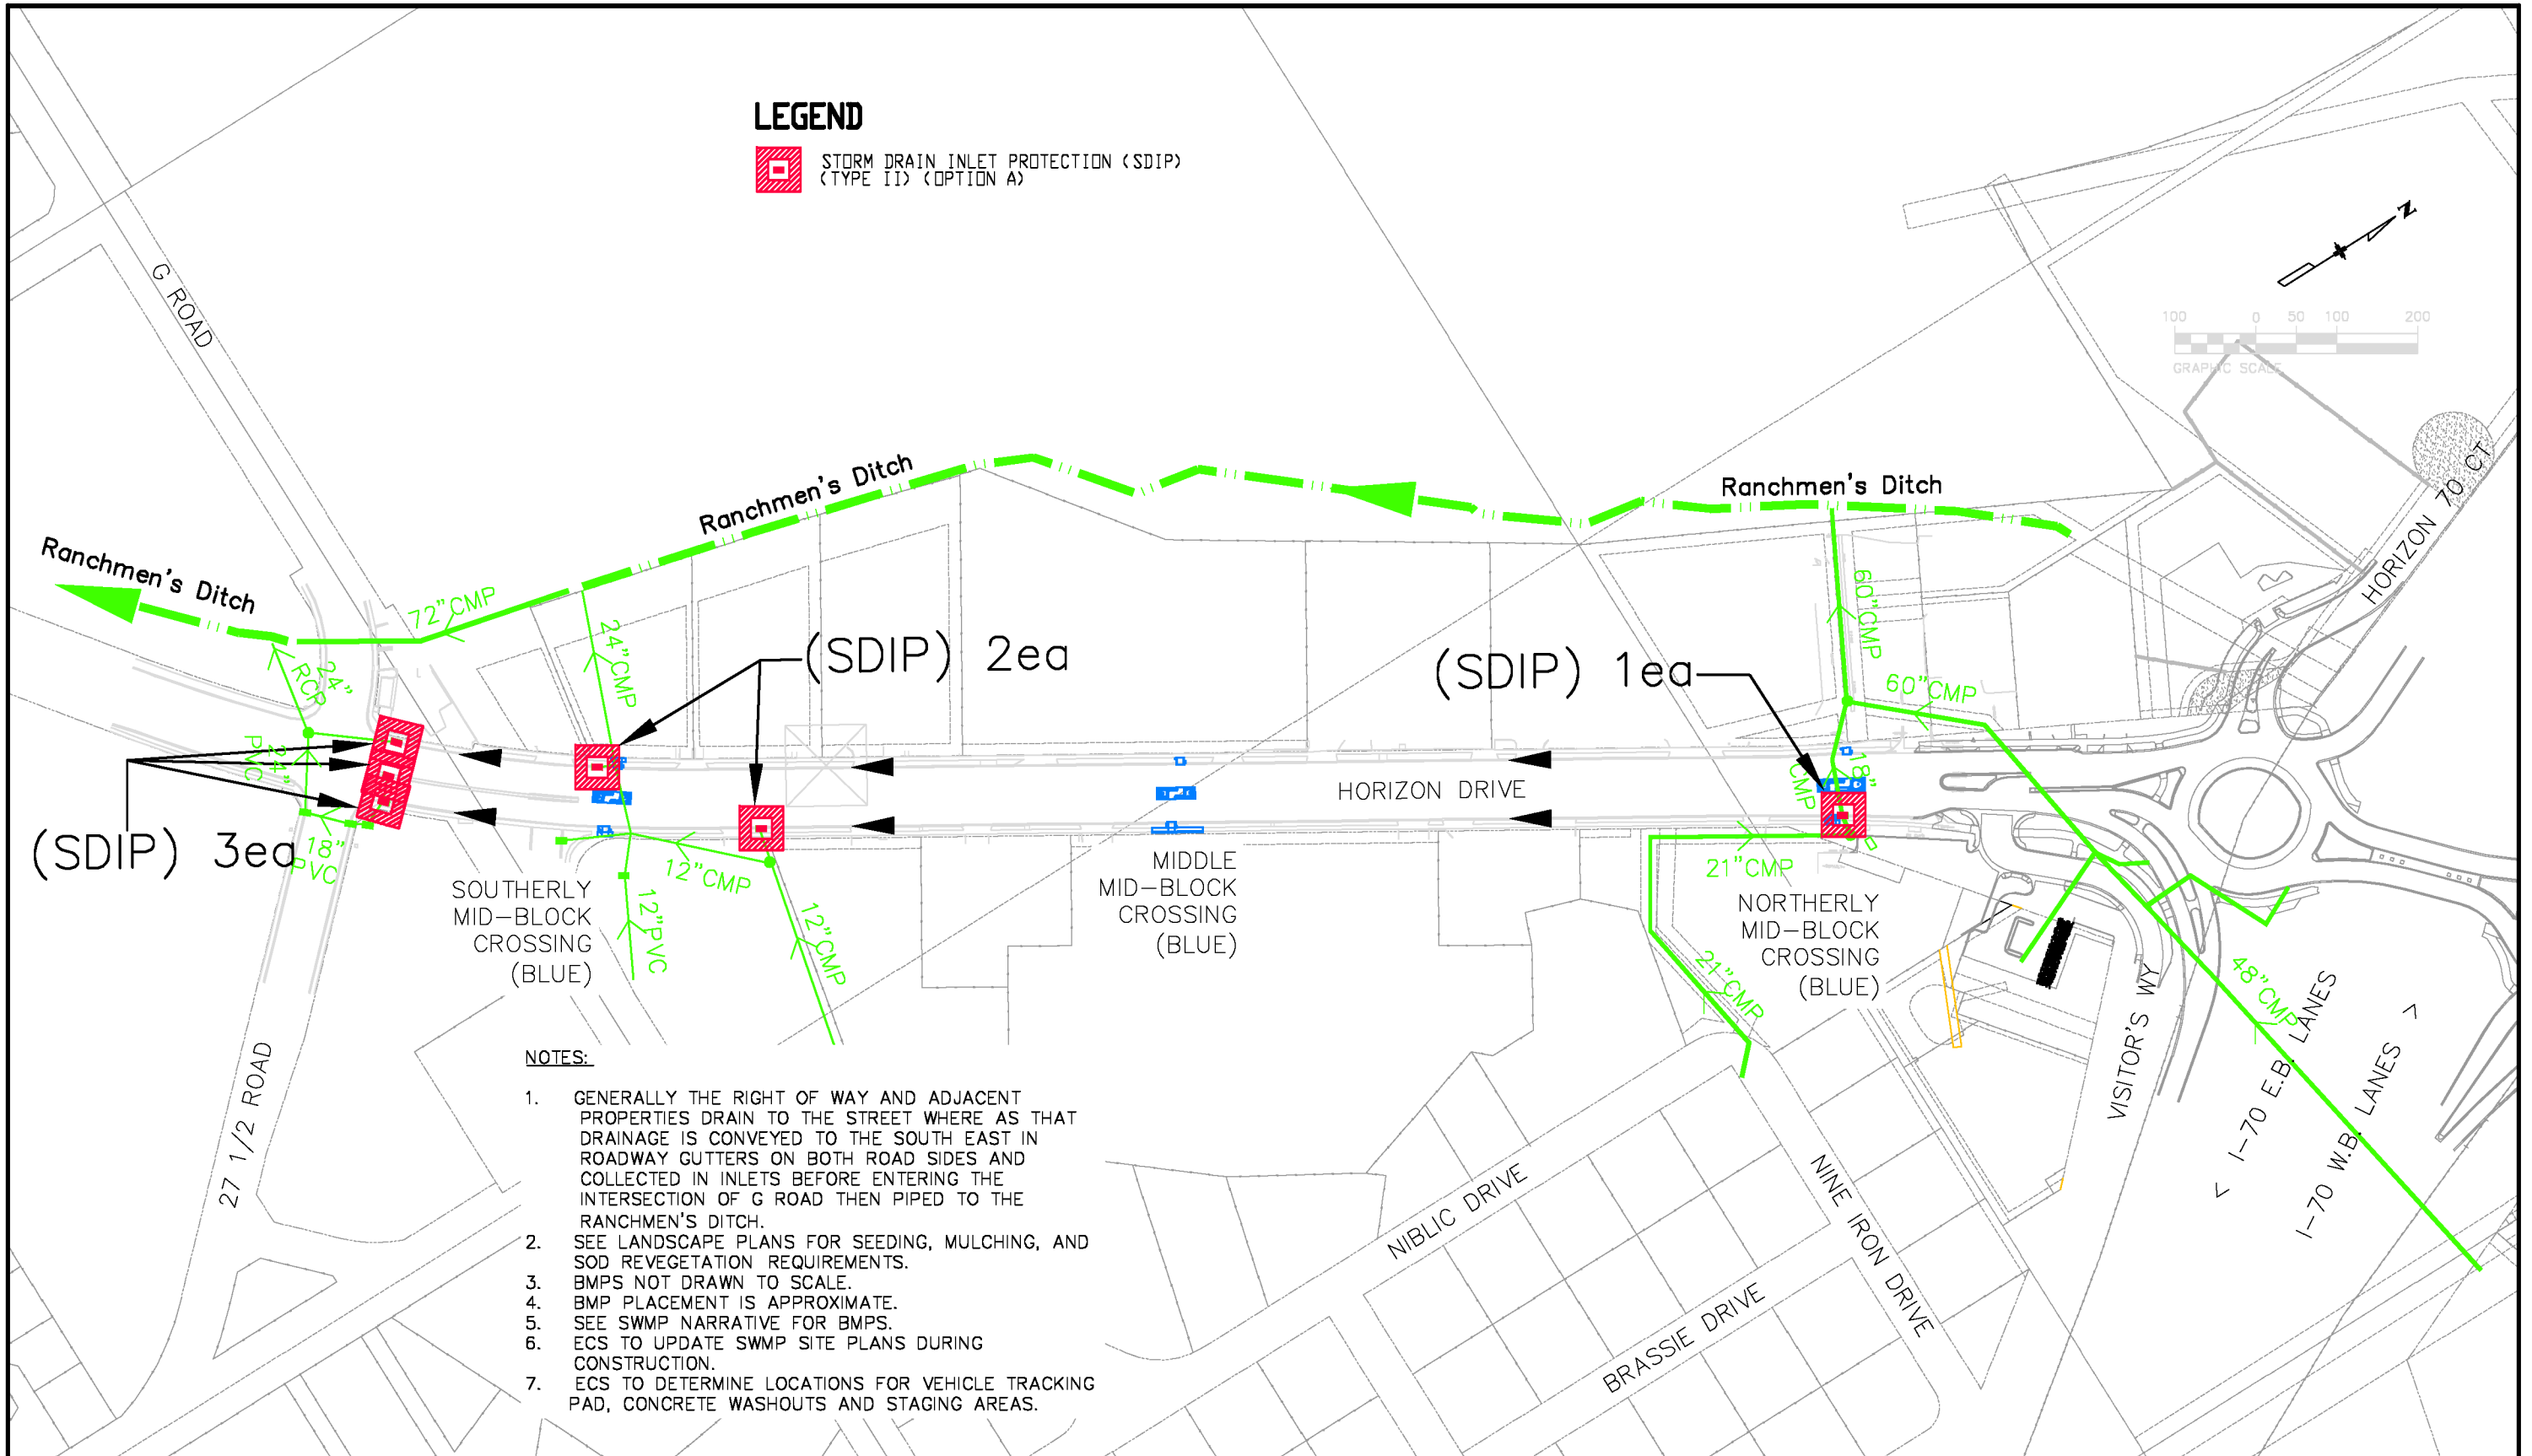 LEGEND
STORM DRAIN INLET PROTECTION (SDIP)
(TYPE II) (OPTION A)
N
100 0 50 100 200
GRAPHIC SCALE
G ROAD
HORIZON 70 CT
Ranchmen's Ditch
Ranchmen's Ditch
Ranchmen's Ditch
72"CMP
24"CMP
60"CMP
60"CMP
24"
RCP
(SDIP) 2ea
(SDIP) 1ea
24"
PVC
18"
CMP
HORIZON DRIVE
(SDIP) 3ea
18"
PVC
12"CMP
12"PVC
12"CMP
21"CMP
21"CMP
48"CMP
SOUTHERLY
MID-BLOCK
CROSSING
(BLUE)
MIDDLE
MID-BLOCK
CROSSING
(BLUE)
NORTHERLY
MID-BLOCK
CROSSING
(BLUE)
VISITOR'S WY
< I-70 E.B. LANES
I-70 W.B. LANES >
27 1/2 ROAD
NIBLIC DRIVE
NINE IRON DRIVE
BRASSIE DRIVE
NOTES:
1. GENERALLY THE RIGHT OF WAY AND ADJACENT
PROPERTIES DRAIN TO THE STREET WHERE AS THAT
DRAINAGE IS CONVEYED TO THE SOUTH EAST IN
ROADWAY GUTTERS ON BOTH ROAD SIDES AND
COLLECTED IN INLETS BEFORE ENTERING THE
INTERSECTION OF G ROAD THEN PIPED TO THE
RANCHMEN'S DITCH.
2. SEE LANDSCAPE PLANS FOR SEEDING, MULCHING, AND
SOD REVEGETATION REQUIREMENTS.
3. BMPS NOT DRAWN TO SCALE.
4. BMP PLACEMENT IS APPROXIMATE.
5. SEE SWMP NARRATIVE FOR BMPS.
6. ECS TO UPDATE SWMP SITE PLANS DURING
CONSTRUCTION.
7. ECS TO DETERMINE LOCATIONS FOR VEHICLE TRACKING
PAD, CONCRETE WASHOUTS AND STAGING AREAS.